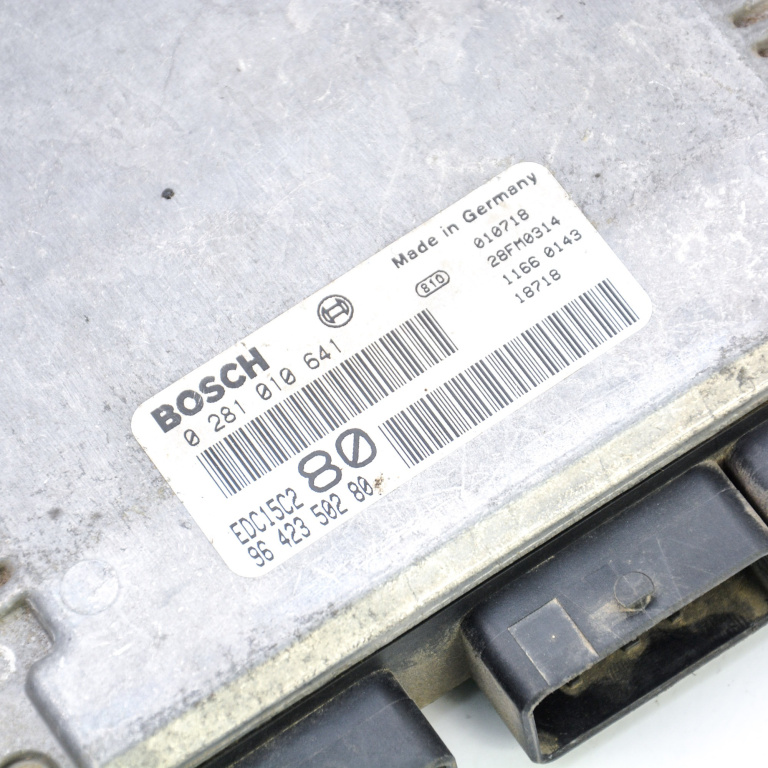 Made in Germany
BOSCH
0 281 010 641
810
010718
28FM0314
1166 0143
18718
80
EDC15C2
96 423 502 80